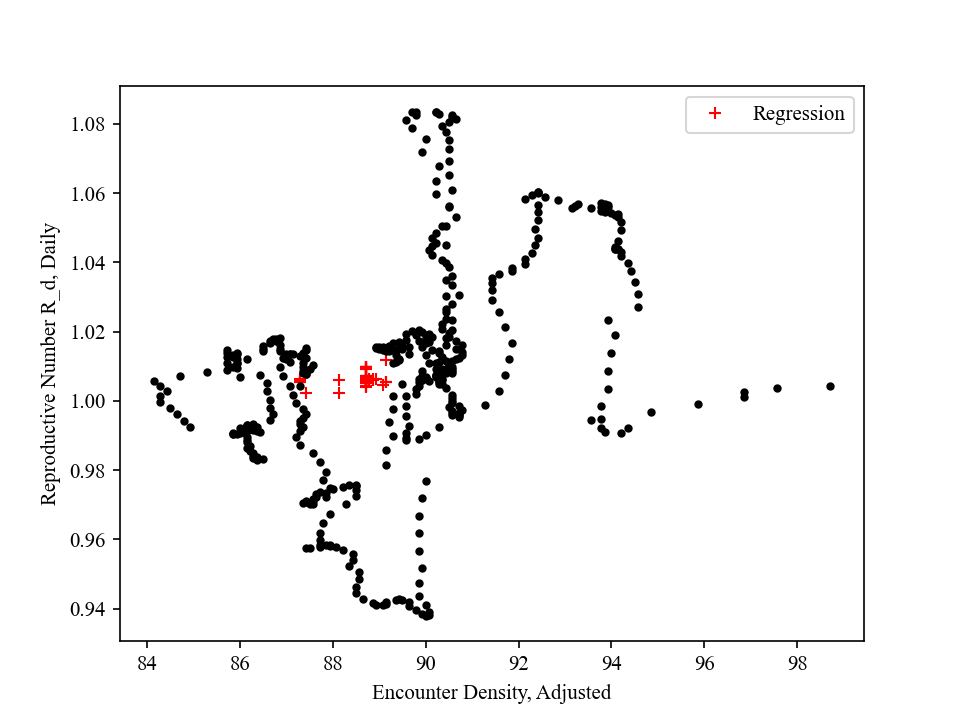 Regression
1.08
1.06
1.04
1.02
1.00
0.98
0.96
0.94
Reproductive Number R_d, Daily
84 86 88 90 92 94 96 98
Encounter Density, Adjusted